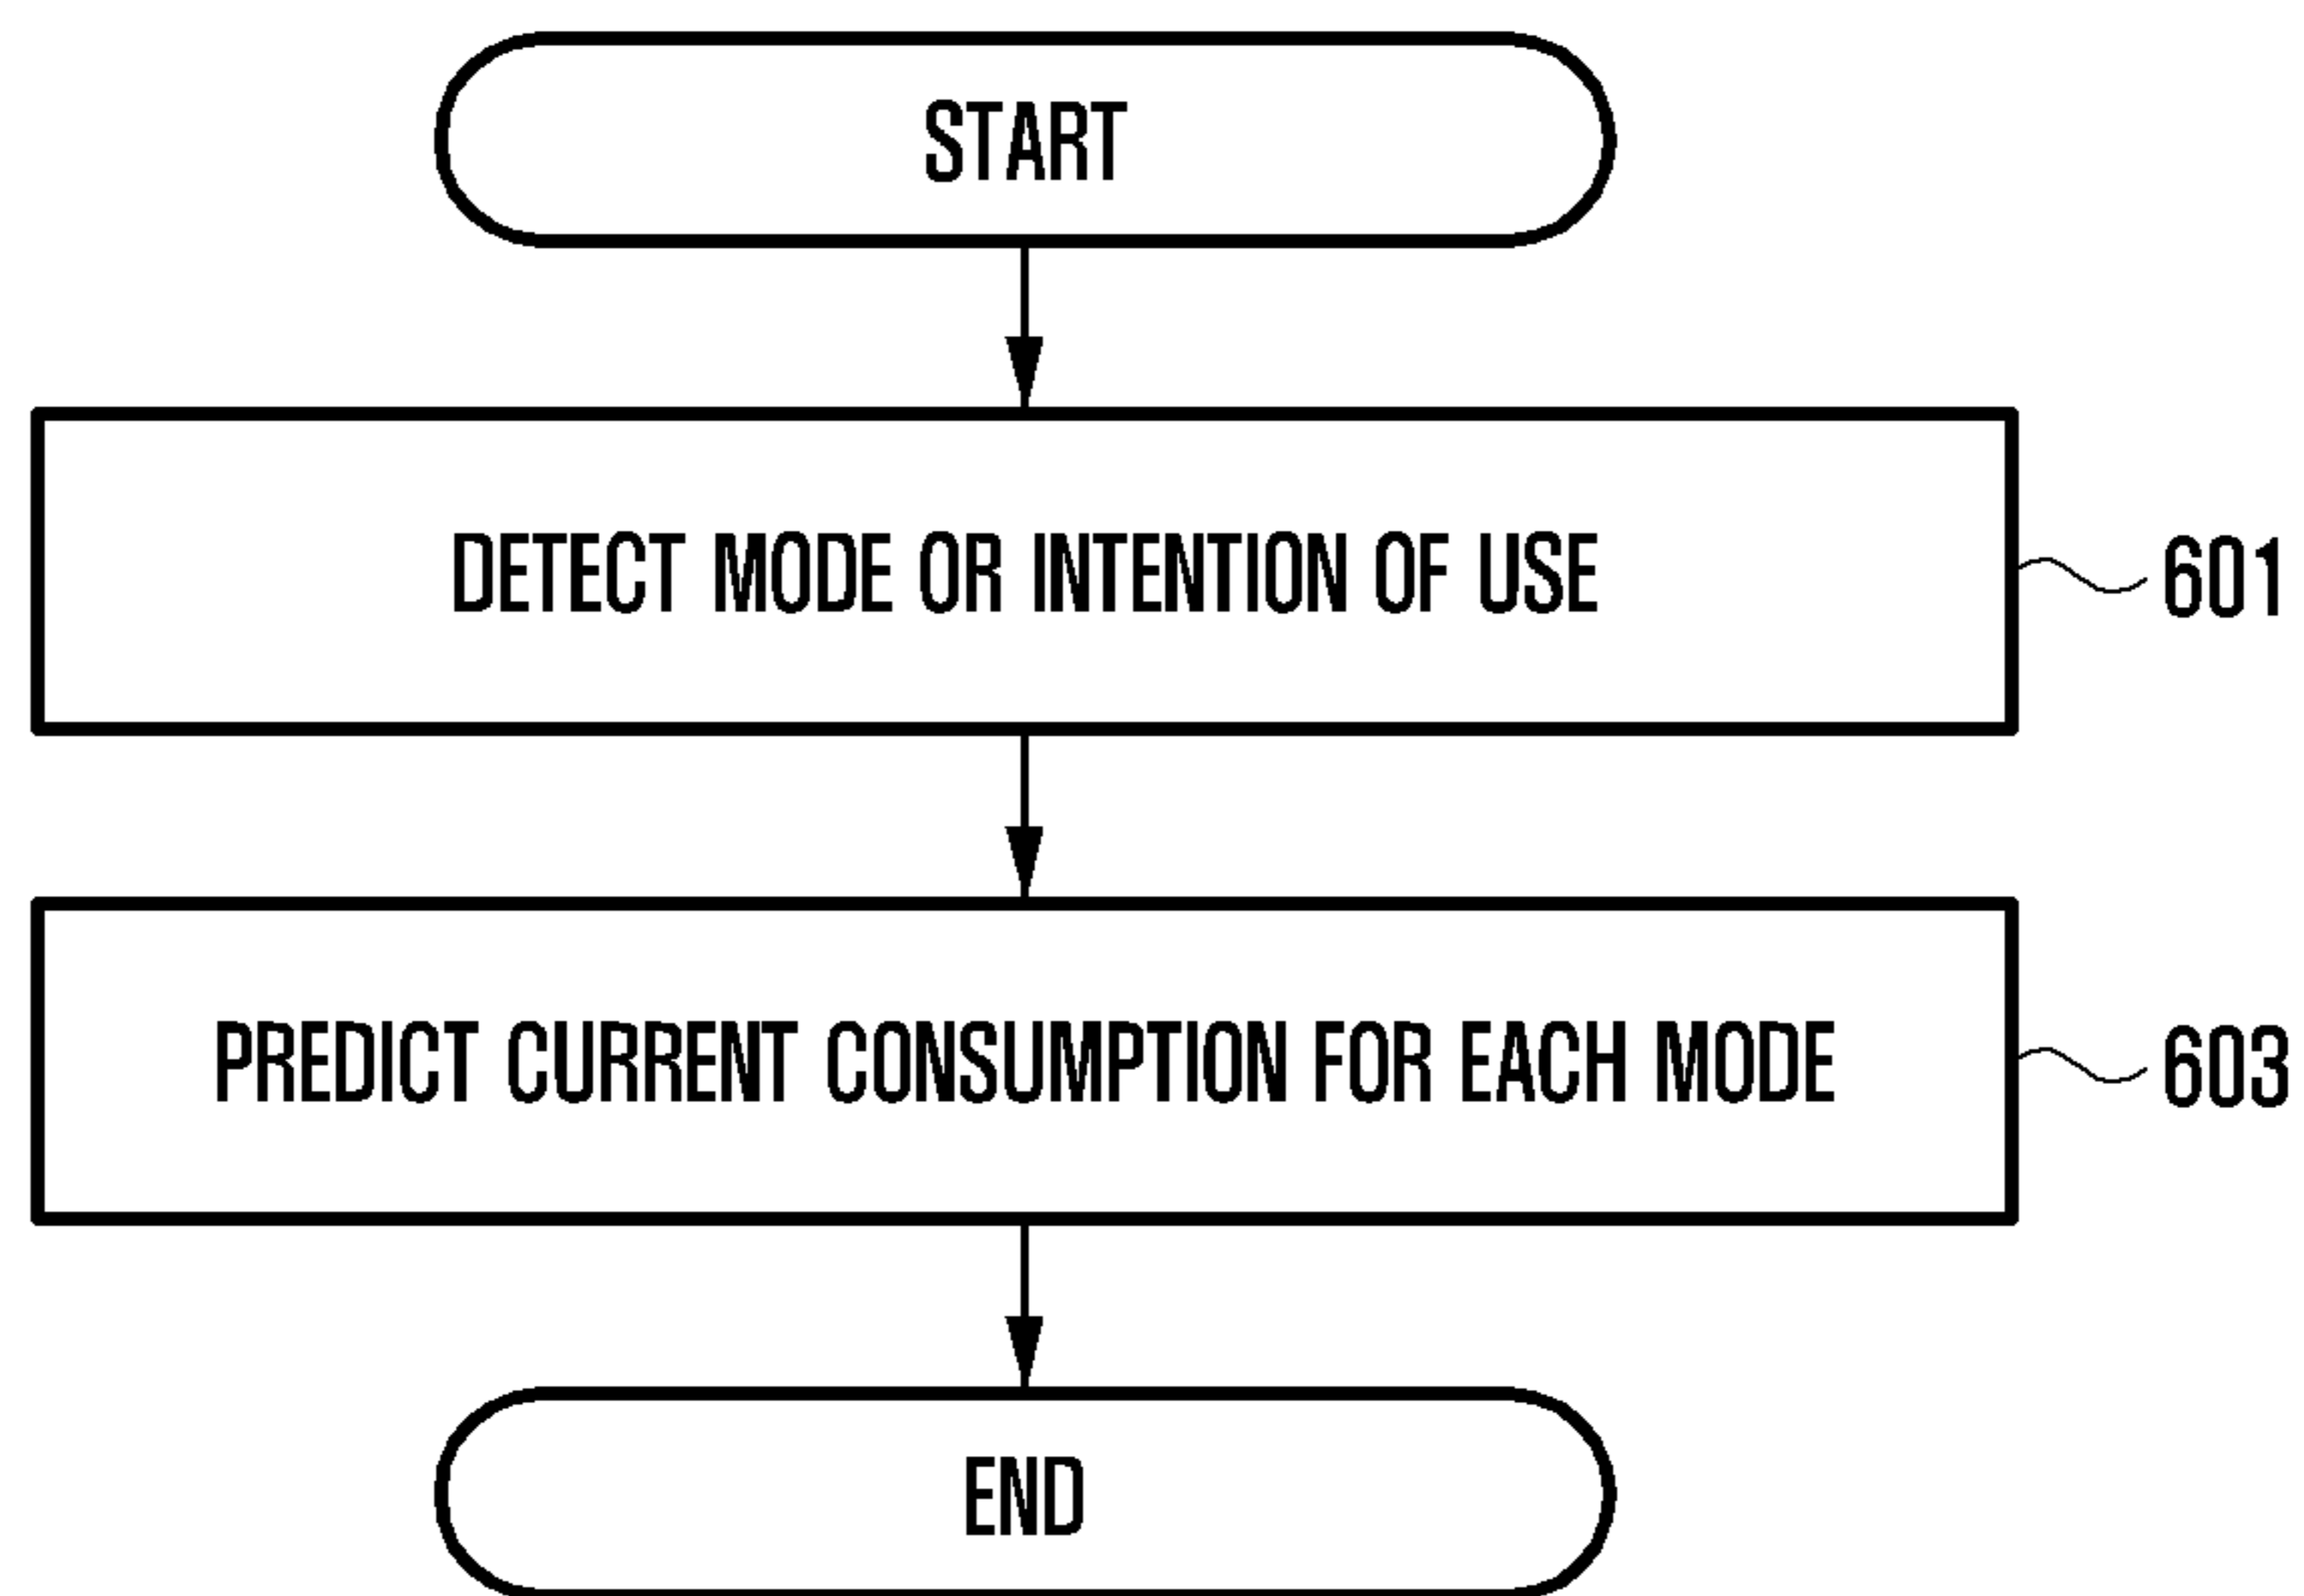 START
DETECT MODE OR INTENTION OF USE
601
PREDICT CURRENT CONSUMPTION FOR EACH MODE
603
END